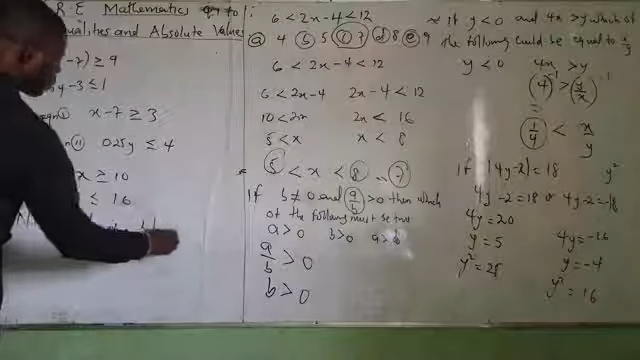 R. E Mathematics
qualities and Absolute Values
-7) ≥ 9
y-3 ≤ 1
x-7 ≥ 3
0.25y ≤ 4
x ≥ 10
≤ 16
6 < 2x-4 < 12
ⓐ 4 ⓑ 5 ⓒ 7 ⓓ 8 ⓔ 9
6 < 2x-4 < 12
6 < 2x-4 2x-4 < 12
10 < 2x 2x < 16
5 < x x < 8
5 < x < 8 7
If b ≠ 0 and a/b > 0 then which
of the following must be true
a > 0 b > 0 a > b
a/b > 0
b > 0
If y < 0 and 4x > y which of
the following could be equal to x/y
y < 0 4x > y
(4)⁻¹ > (y/x)⁻¹
=
1/4 < x/y
If |4y-2| = 18 y²
4y-2 = 18 or 4y-2 = -18
4y = 20
y = 5 4y = -16
y² = 25 y = -4
y² = 16